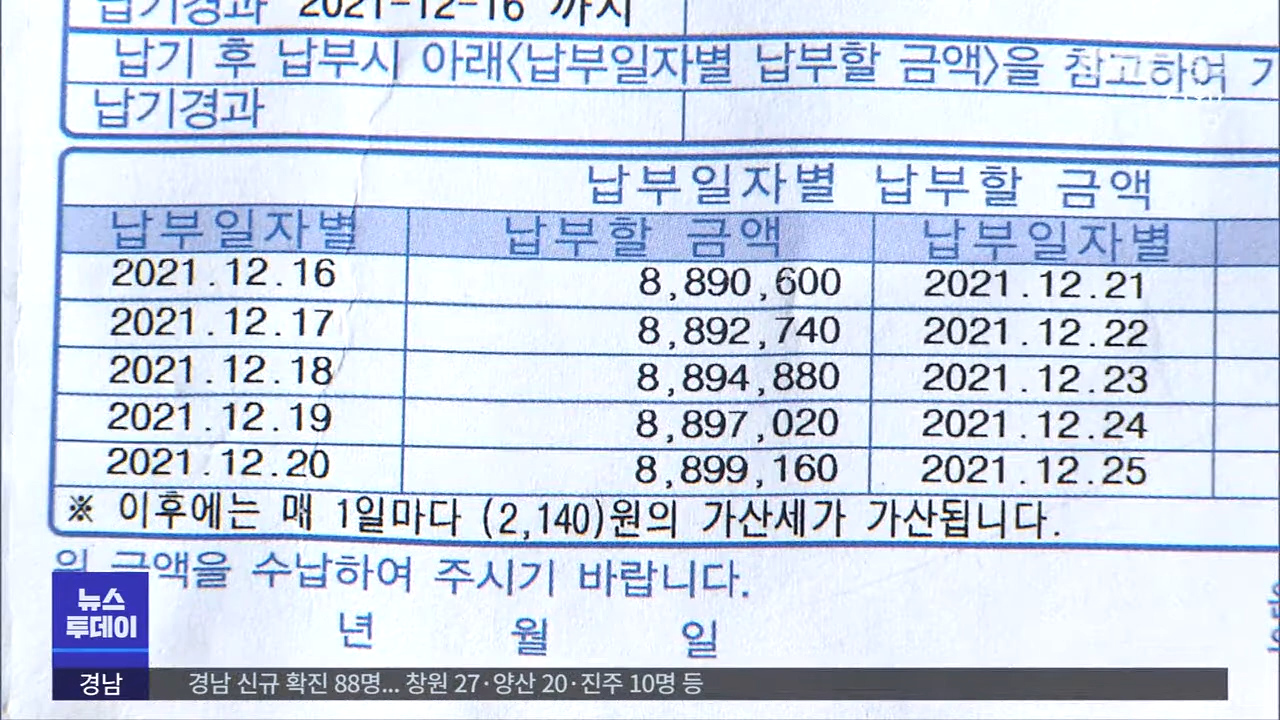 납기경과 2021-12-16 까지
납기 후 납부시 아래<납부일자별 납부할 금액>을 참고하여 기
납기경과
납부일자별 납부할 금액
납부일자별 납부할 금액 납부일자별
2021.12.16 8,890,600 2021.12.21
2021.12.17 8,892,740 2021.12.22
2021.12.18 8,894,880 2021.12.23
2021.12.19 8,897,020 2021.12.24
2021.12.20 8,899,160 2021.12.25
※ 이후에는 매 1일마다 (2,140)원의 가산세가 가산됩니다.
의 금액을 수납하여 주시기 바랍니다.
년 월 일
뉴스
투데이
경남 경남 신규 확진 88명... 창원 27·양산 20·진주 10명 등